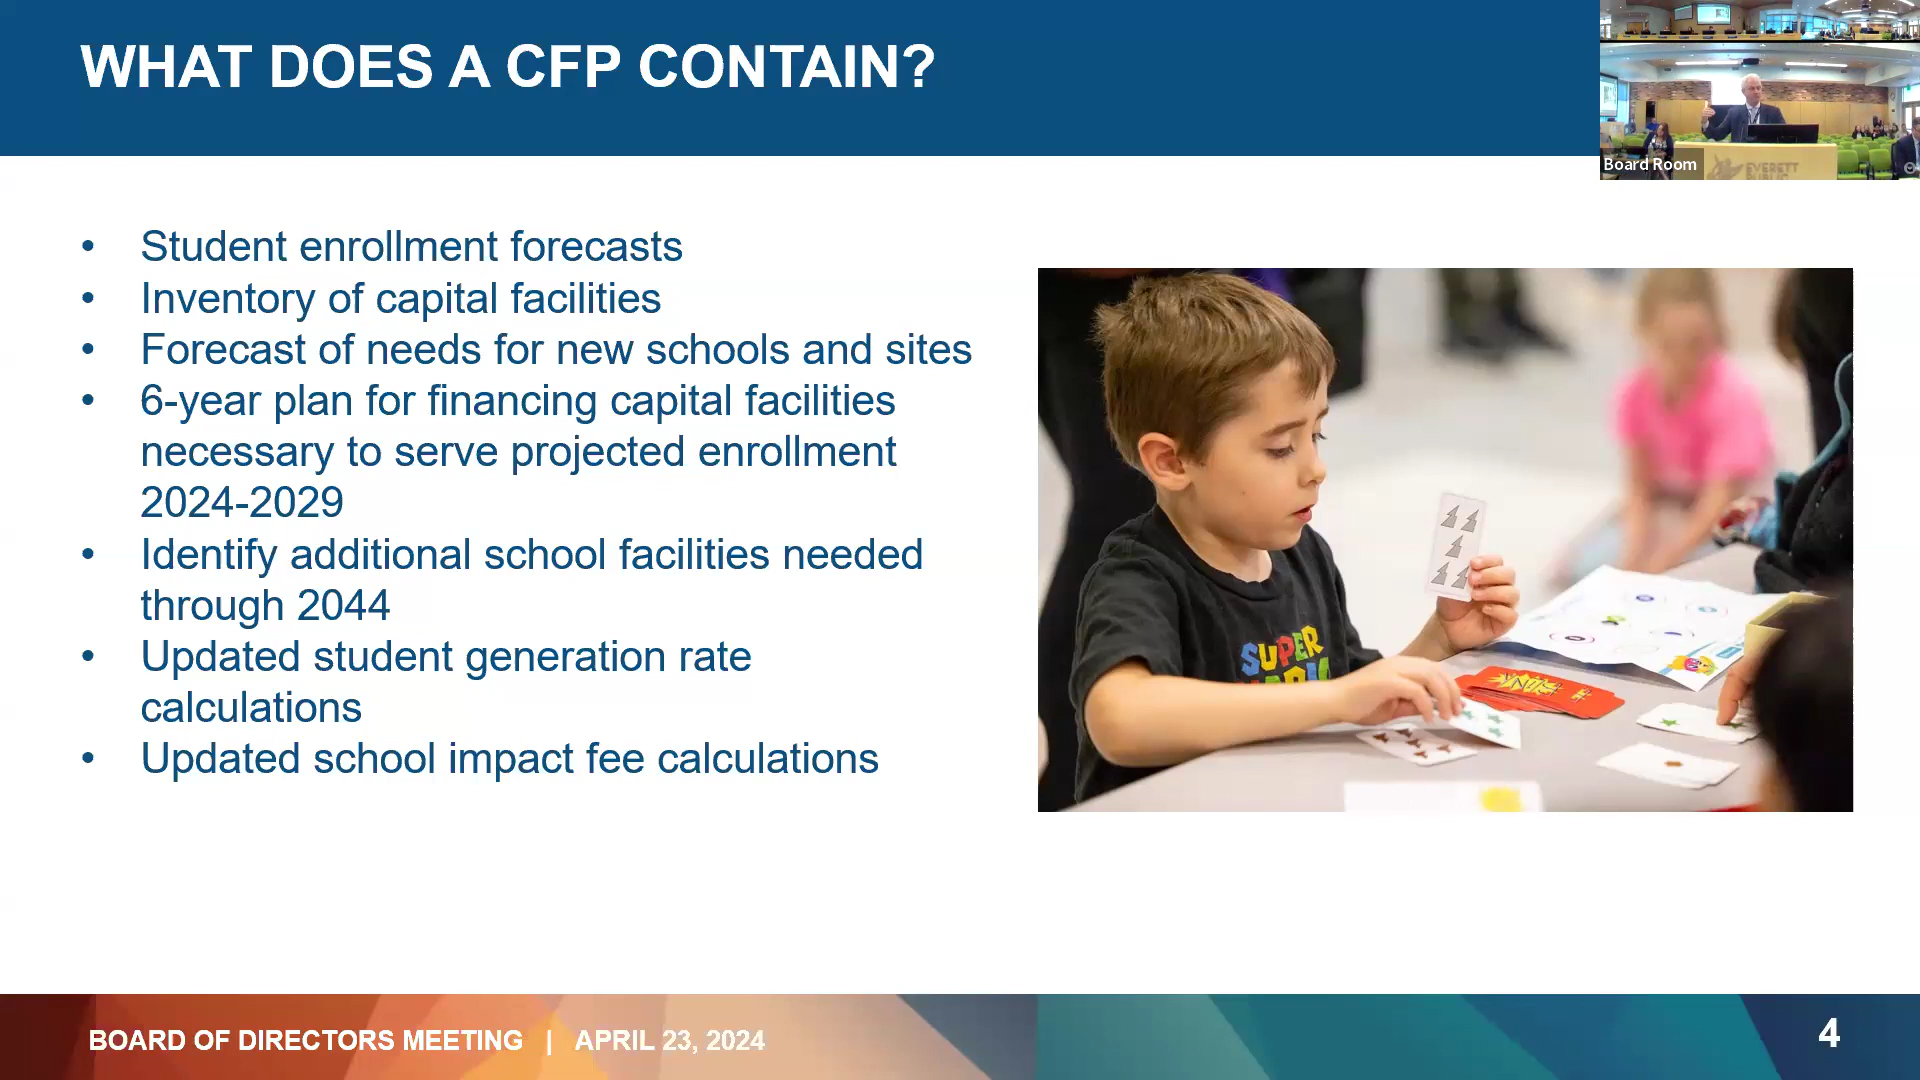 WHAT DOES A CFP CONTAIN?
Board Room
EVERETT
PUBLIC
• Student enrollment forecasts
• Inventory of capital facilities
• Forecast of needs for new schools and sites
• 6-year plan for financing capital facilities
necessary to serve projected enrollment
2024-2029
• Identify additional school facilities needed
through 2044
• Updated student generation rate
calculations
• Updated school impact fee calculations
SUPER
BOARD OF DIRECTORS MEETING | APRIL 23, 2024
4